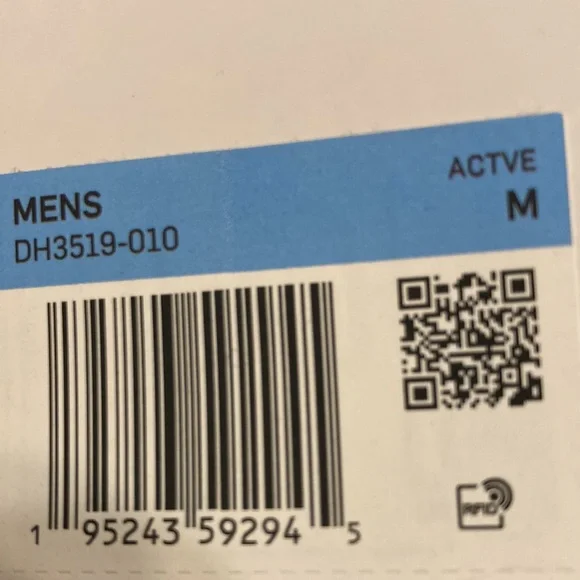 MENS
DH3519-010
ACTVE
M
1 95243 59294 5
RFID